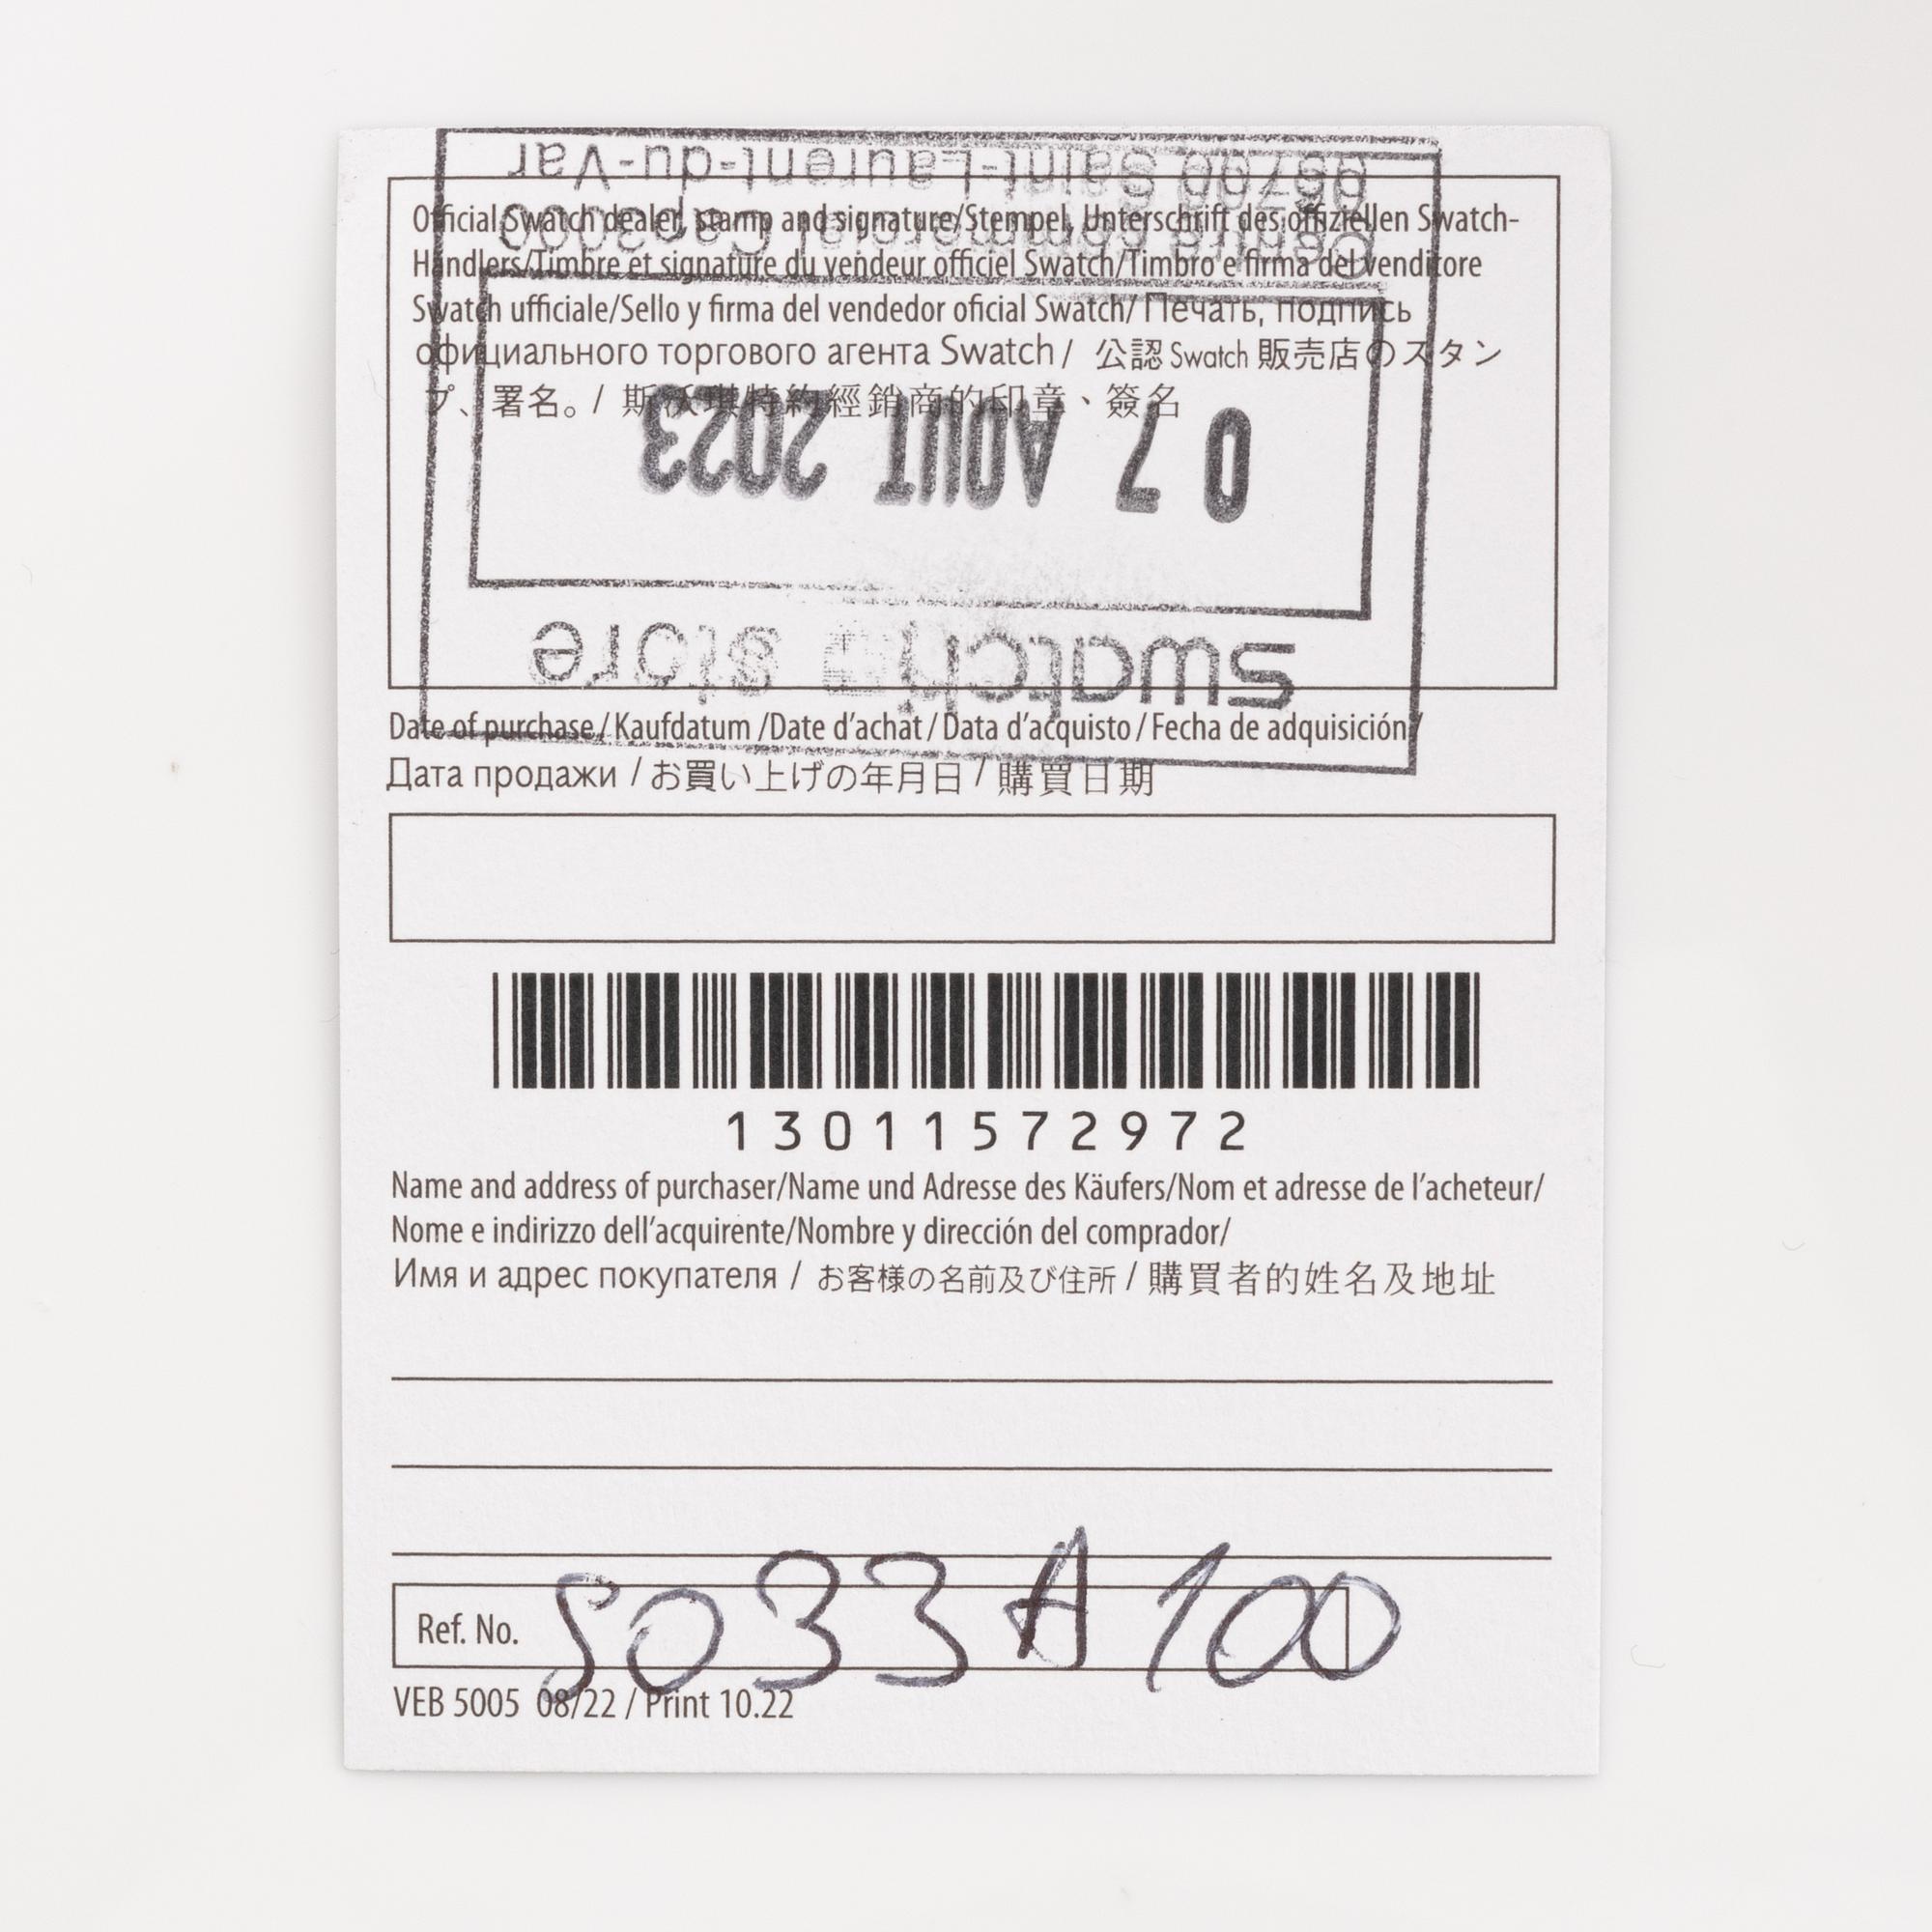 Official Swatch dealer, stamp and signature/Stempel, Unterschrift des offiziellen Swatch-
Händlers/Timbre et signature du vendeur officiel Swatch/Timbro e firma del venditore
Swatch ufficiale/Sello y firma del vendedor oficial Swatch/ Печать, подпись
официального торгового агента Swatch / 公認 Swatch 販売店のスタン
プ、署名。/ 斯沃琪特約經銷商的印章、簽名
swatch store
07 AOUT 2023
Centre commercial Cap3000
06700 Saint-Laurent-du-Var
Date of purchase / Kaufdatum /Date d'achat / Data d'acquisto / Fecha de adquisición /
Дата продажи / お買い上げの年月日 / 購買日期
13011572972
Name and address of purchaser/Name und Adresse des Käufers/Nom et adresse de l'acheteur/
Nome e indirizzo dell'acquirente/Nombre y dirección del comprador/
Имя и адрес покупателя / お客様の名前及び住所 / 購買者的姓名及地址
Ref. No. SO33A100
VEB 5005 08/22 / Print 10.22